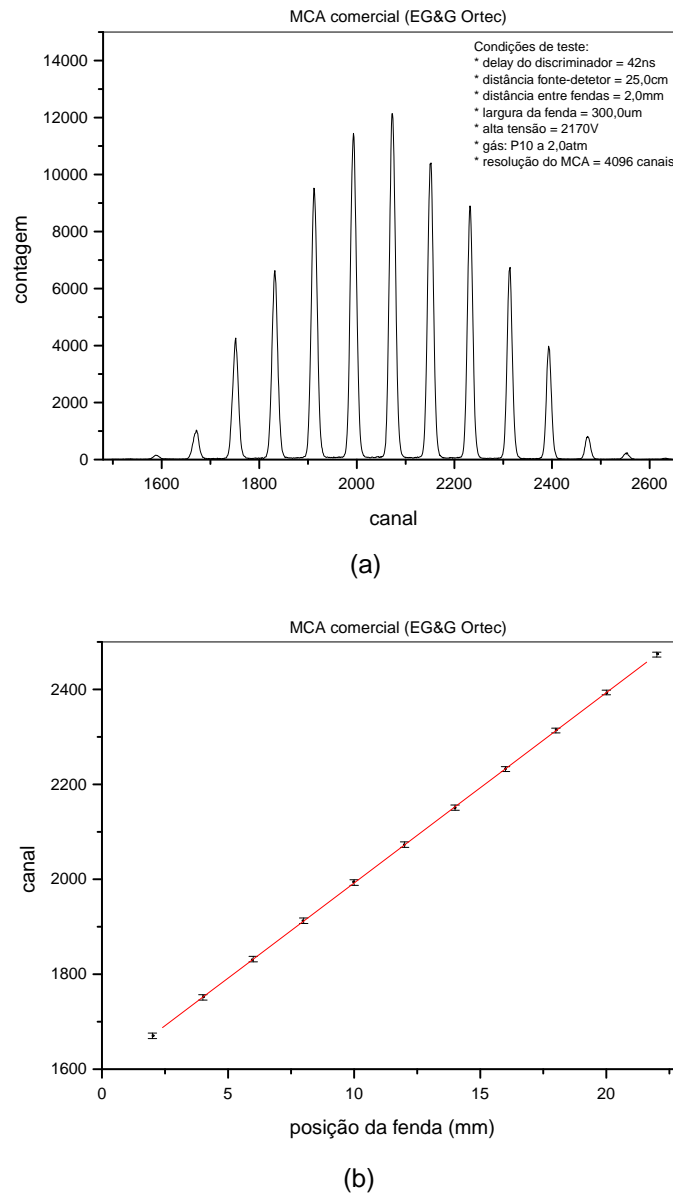 MCA comercial (EG&G Ortec)
Condições de teste:
* delay do discriminador = 42ns
* distância fonte-detetor = 25,0cm
* distância entre fendas = 2,0mm
* largura da fenda = 300,0um
* alta tensão = 2170V
* gás: P10 a 2,0atm
* resolução do MCA = 4096 canais
14000
12000
10000
8000
6000
4000
2000
0
contagem
1600 1800 2000 2200 2400 2600
canal
(a)
MCA comercial (EG&G Ortec)
2400
2200
2000
1800
1600
canal
0 5 10 15 20
posição da fenda (mm)
(b)